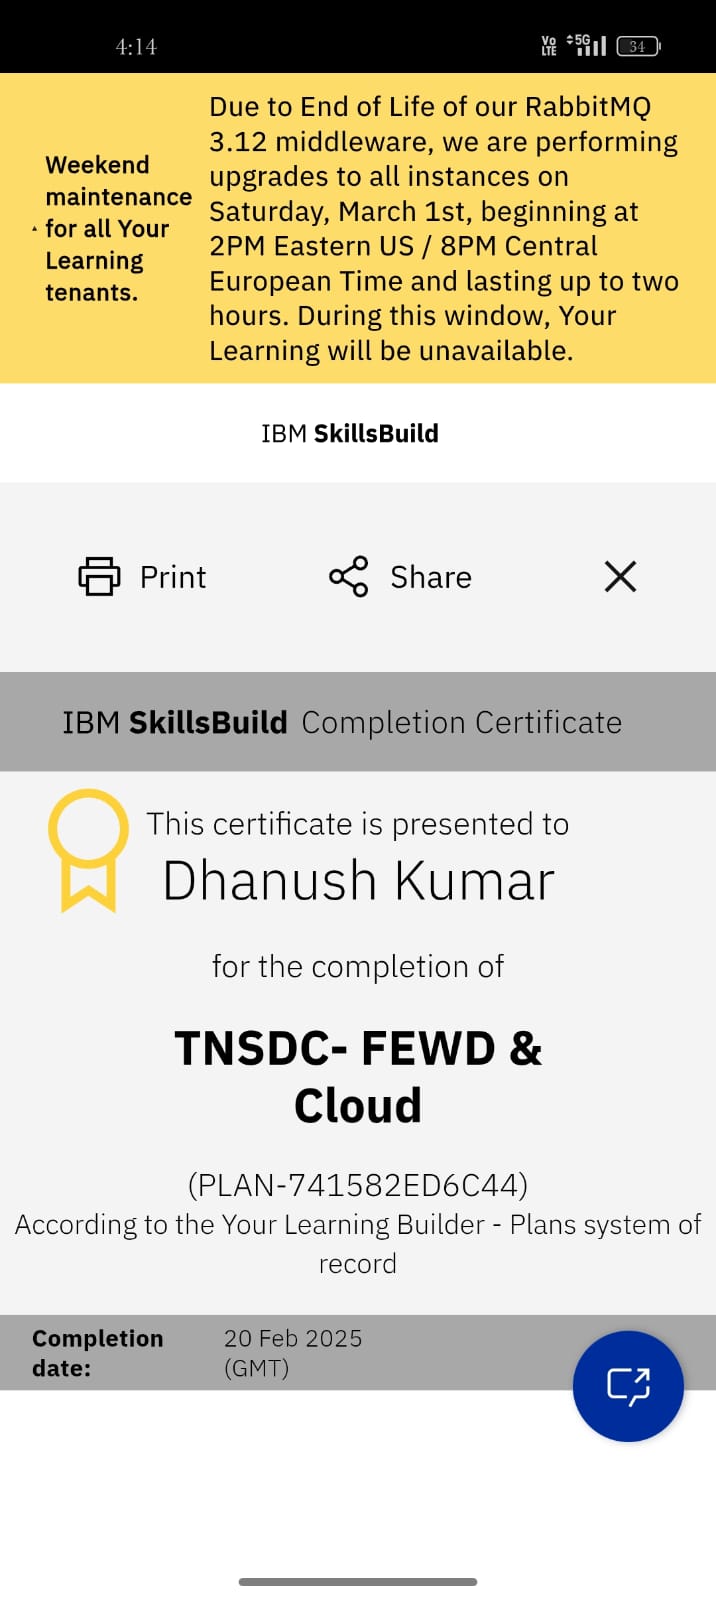 4:14
Vo
LTE
5G
34
Weekend
maintenance
for all Your
Learning
tenants.
Due to End of Life of our RabbitMQ
3.12 middleware, we are performing
upgrades to all instances on
Saturday, March 1st, beginning at
2PM Eastern US / 8PM Central
European Time and lasting up to two
hours. During this window, Your
Learning will be unavailable.
IBM SkillsBuild
Print
Share
IBM SkillsBuild Completion Certificate
This certificate is presented to
Dhanush Kumar
for the completion of
TNSDC- FEWD &
Cloud
(PLAN-741582ED6C44)
According to the Your Learning Builder - Plans system of
record
Completion
date:
20 Feb 2025
(GMT)